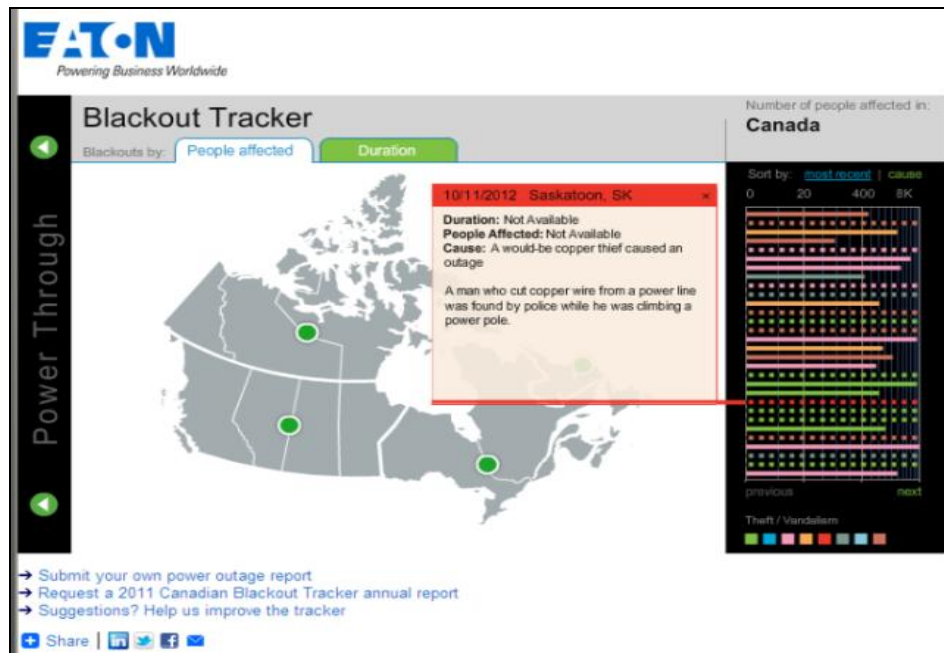 EATON
Powering Business Worldwide
Blackout Tracker
Blackouts by: People affected Duration
Number of people affected in:
Canada
Power Through
10/11/2012 Saskatoon, SK ×
Duration: Not Available
People Affected: Not Available
Cause: A would-be copper thief caused an
outage
A man who cut copper wire from a power line
was found by police while he was climbing a
power pole.
Sort by: most recent | cause
0 20 400 8K
previous next
Theft / Vandalism
→ Submit your own power outage report
→ Request a 2011 Canadian Blackout Tracker annual report
→ Suggestions? Help us improve the tracker
Share |